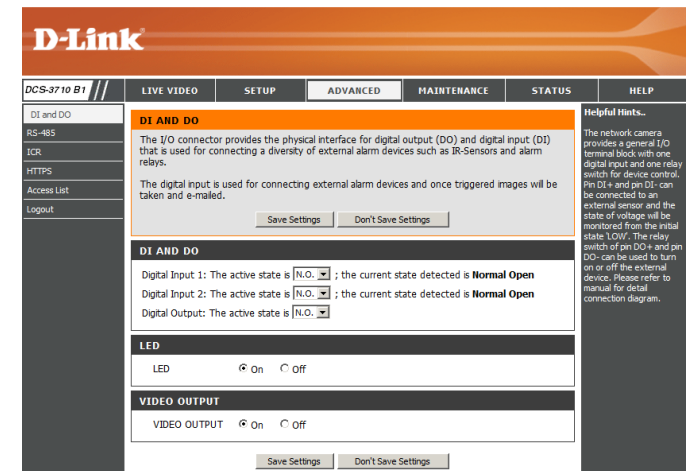 D-Link
DCS-3710 B1 //
LIVE VIDEO
SETUP
ADVANCED
MAINTENANCE
STATUS
HELP
DI and DO
RS-485
ICR
HTTPS
Access List
Logout
DI AND DO
The I/O connector provides the physical interface for digital output (DO) and digital input (DI)
that is used for connecting a diversity of external alarm devices such as IR-Sensors and alarm
relays.
The digital input is used for connecting external alarm devices and once triggered images will be
taken and e-mailed.
Save Settings
Don't Save Settings
DI AND DO
Digital Input 1: The active state is N.O. ; the current state detected is Normal Open
Digital Input 2: The active state is N.O. ; the current state detected is Normal Open
Digital Output: The active state is N.O.
LED
LED On Off
VIDEO OUTPUT
VIDEO OUTPUT On Off
Save Settings
Don't Save Settings
Helpful Hints..
The network camera
provides a general I/O
terminal block with one
digital input and one relay
switch for device control.
Pin DI+ and pin DI- can
be connected to an
external sensor and the
state of voltage will be
monitored from the initial
state 'LOW'. The relay
switch of pin DO+ and pin
DO- can be used to turn
on or off the external
device. Please refer to
manual for detail
connection diagram.